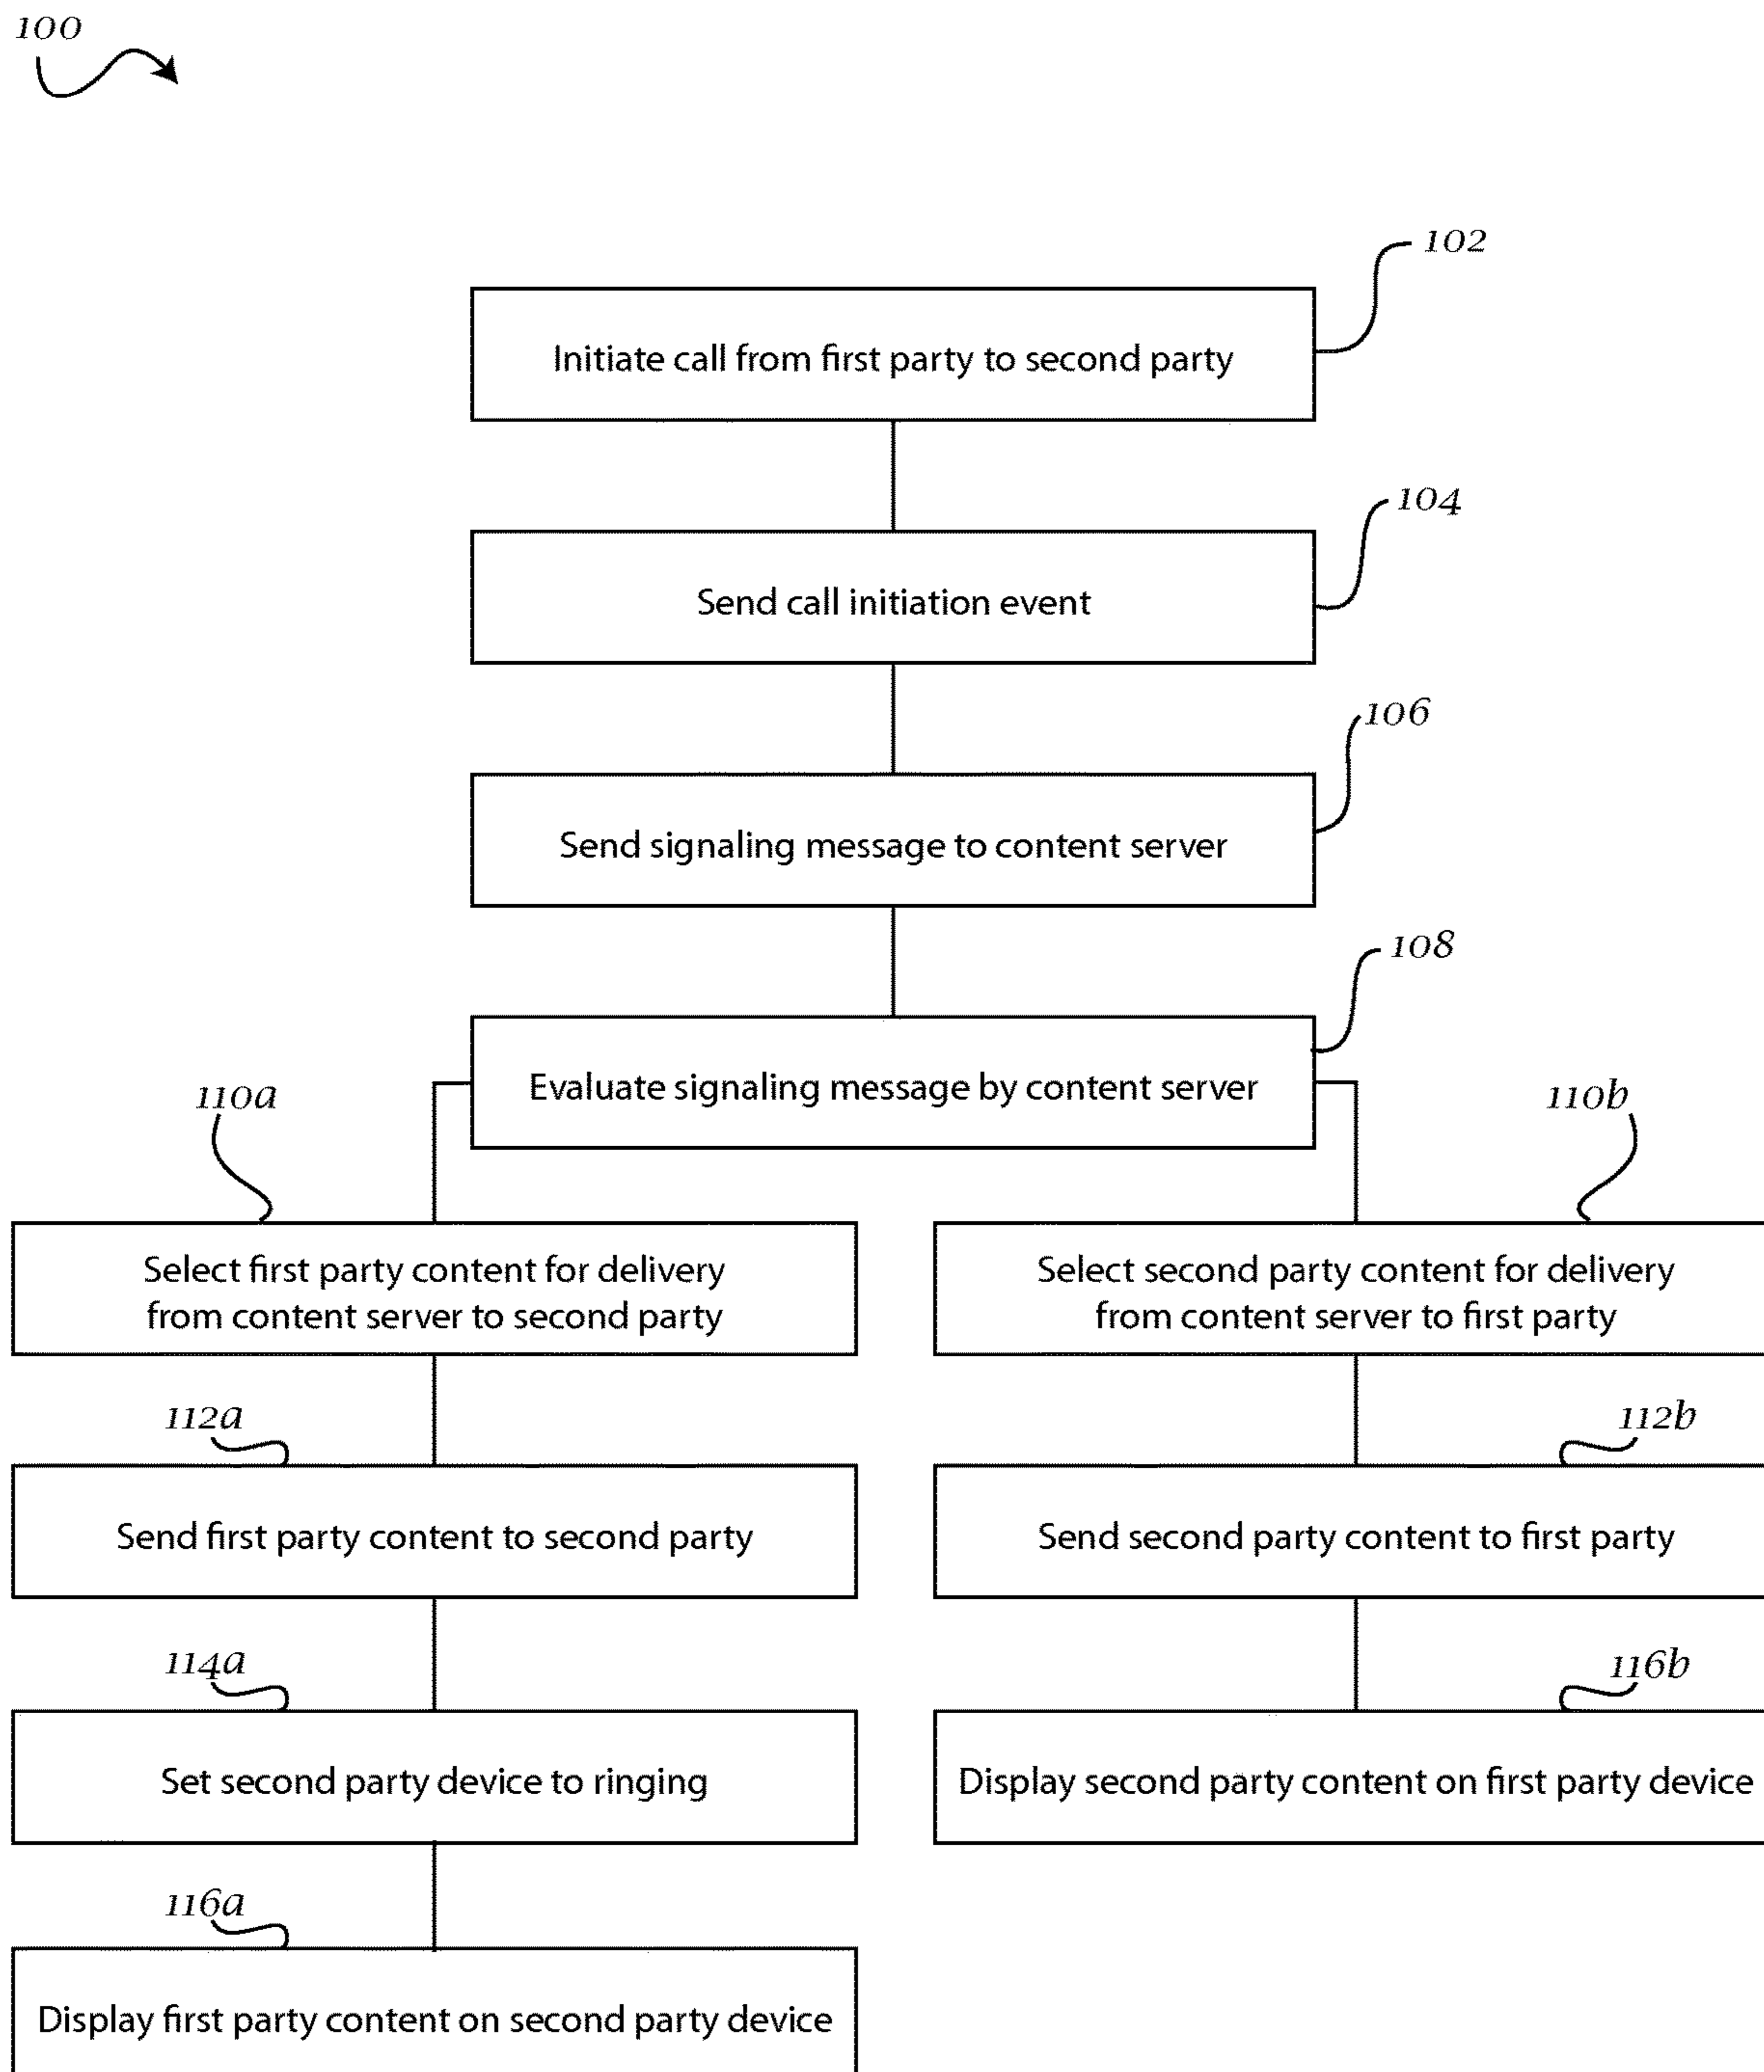 100
102
Initiate call from first party to second party
104
Send call initiation event
106
Send signaling message to content server
108
Evaluate signaling message by content server
110a
110b
Select first party content for delivery
from content server to second party
Select second party content for delivery
from content server to first party
112a
112b
Send first party content to second party
Send second party content to first party
114a
116b
Set second party device to ringing
Display second party content on first party device
116a
Display first party content on second party device